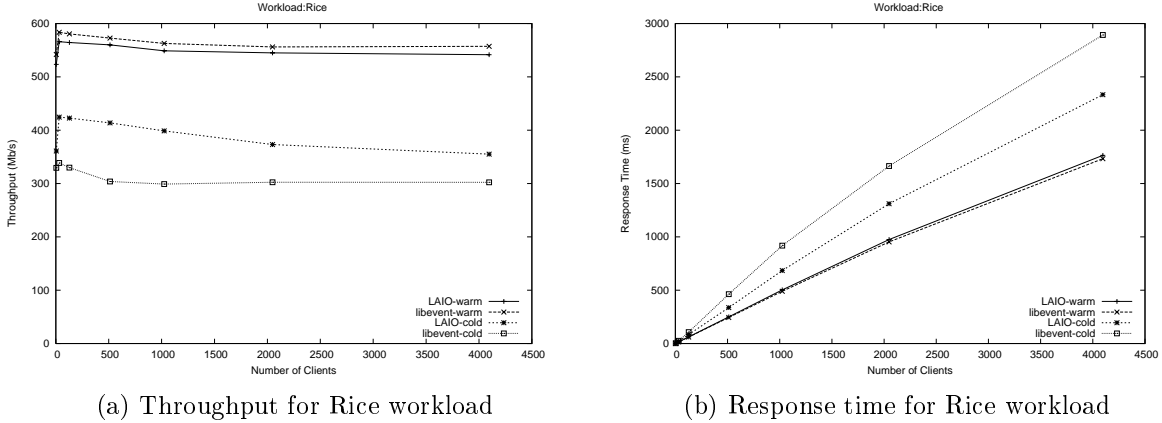 Workload:Rice
600
500
400
300
200
100
0
Throughput (Mb/s)
LAIO-warm
libevent-warm
LAIO-cold
libevent-cold
0 500 1000 1500 2000 2500 3000 3500 4000 4500
Number of Clients
(a) Throughput for Rice workload
Workload:Rice
3000
2500
2000
1500
1000
500
0
Response Time (ms)
LAIO-warm
libevent-warm
LAIO-cold
libevent-cold
0 500 1000 1500 2000 2500 3000 3500 4000 4500
Number of Clients
(b) Response time for Rice workload